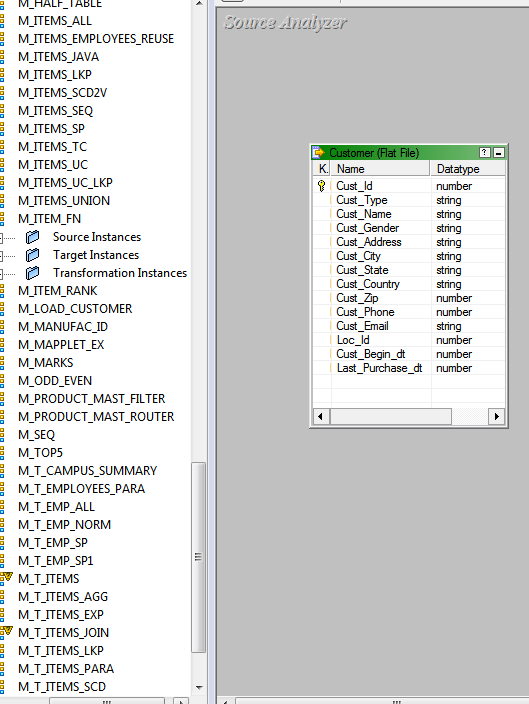 M_HALF_TABLE
M_ITEMS_ALL
M_ITEMS_EMPLOYEES_REUSE
M_ITEMS_JAVA
M_ITEMS_LKP
M_ITEMS_SCD2V
M_ITEMS_SEQ
M_ITEMS_SP
M_ITEMS_TC
M_ITEMS_UC
M_ITEMS_UC_LKP
M_ITEMS_UNION
M_ITEM_FN
Source Instances
Target Instances
Transformation Instances
M_ITEM_RANK
M_LOAD_CUSTOMER
M_MANUFAC_ID
M_MAPPLET_EX
M_MARKS
M_ODD_EVEN
M_PRODUCT_MAST_FILTER
M_PRODUCT_MAST_ROUTER
M_SEQ
M_TOP5
M_T_CAMPUS_SUMMARY
M_T_EMPLOYEES_PARA
M_T_EMP_ALL
M_T_EMP_NORM
M_T_EMP_SP
M_T_EMP_SP1
M_T_ITEMS
M_T_ITEMS_AGG
M_T_ITEMS_EXP
M_T_ITEMS_JOIN
M_T_ITEMS_LKP
M_T_ITEMS_PARA
M_T_ITEMS_SCD
Source Analyzer
Customer (Flat File)
K. Name Datatype
Cust_Id number
Cust_Type string
Cust_Name string
Cust_Gender string
Cust_Address string
Cust_City string
Cust_State string
Cust_Country string
Cust_Zip number
Cust_Phone number
Cust_Email string
Loc_Id number
Cust_Begin_dt number
Last_Purchase_dt number